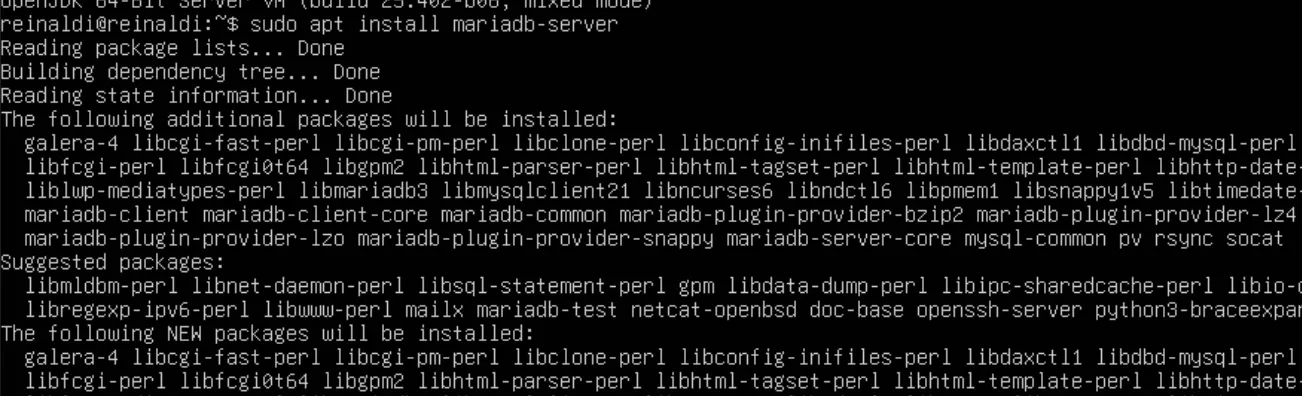 OpenJDK 64-Bit Server VM (build 25.402-b06, mixed mode)
reinaldi@reinaldi:~$ sudo apt install mariadb-server
Reading package lists... Done
Building dependency tree... Done
Reading state information... Done
The following additional packages will be installed:
galera-4 libcgi-fast-perl libcgi-pm-perl libclone-perl libconfig-inifiles-perl libdaxctl1 libdbd-mysql-perl
libfcgi-perl libfcgi0t64 libgpm2 libhtml-parser-perl libhtml-tagset-perl libhtml-template-perl libhttp-date-
liblwp-mediatypes-perl libmariadb3 libmysqlclient21 libncurses6 libndctl6 libpmem1 libsnappy1v5 libtimedate-
mariadb-client mariadb-client-core mariadb-common mariadb-plugin-provider-bzip2 mariadb-plugin-provider-lz4
mariadb-plugin-provider-lzo mariadb-plugin-provider-snappy mariadb-server-core mysql-common pv rsync socat
Suggested packages:
libmldbm-perl libnet-daemon-perl libsql-statement-perl gpm libdata-dump-perl libipc-sharedcache-perl libio-
libregexp-ipv6-perl libwww-perl mailx mariadb-test netcat-openbsd doc-base openssh-server python3-braceexpan
The following NEW packages will be installed:
galera-4 libcgi-fast-perl libcgi-pm-perl libclone-perl libconfig-inifiles-perl libdaxctl1 libdbd-mysql-perl
libfcgi-perl libfcgi0t64 libgpm2 libhtml-parser-perl libhtml-tagset-perl libhtml-template-perl libhttp-date-